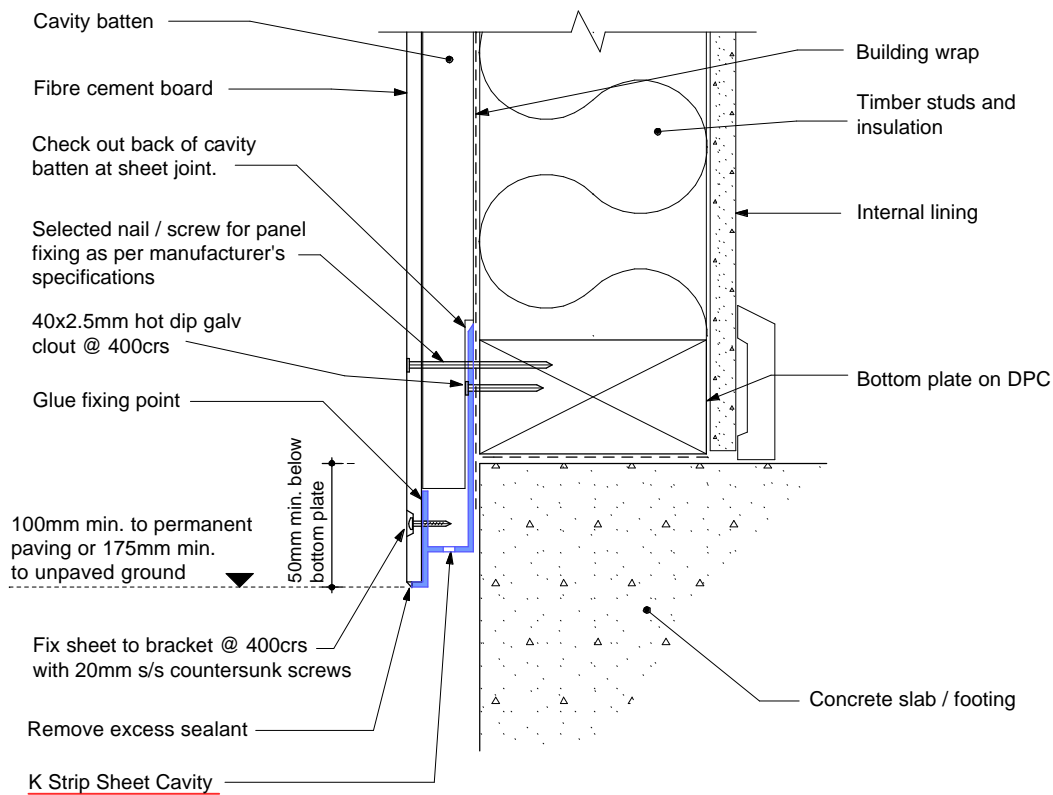 Cavity batten
Fibre cement board
Check out back of cavity
batten at sheet joint.
Selected nail / screw for panel
fixing as per manufacturer's
specifications
40x2.5mm hot dip galv
clout @ 400crs
Glue fixing point
50mm min. below
bottom plate
100mm min. to permanent
paving or 175mm min.
to unpaved ground
Fix sheet to bracket @ 400crs
with 20mm s/s countersunk screws
Remove excess sealant
K Strip Sheet Cavity
Building wrap
Timber studs and
insulation
Internal lining
Bottom plate on DPC
Concrete slab / footing